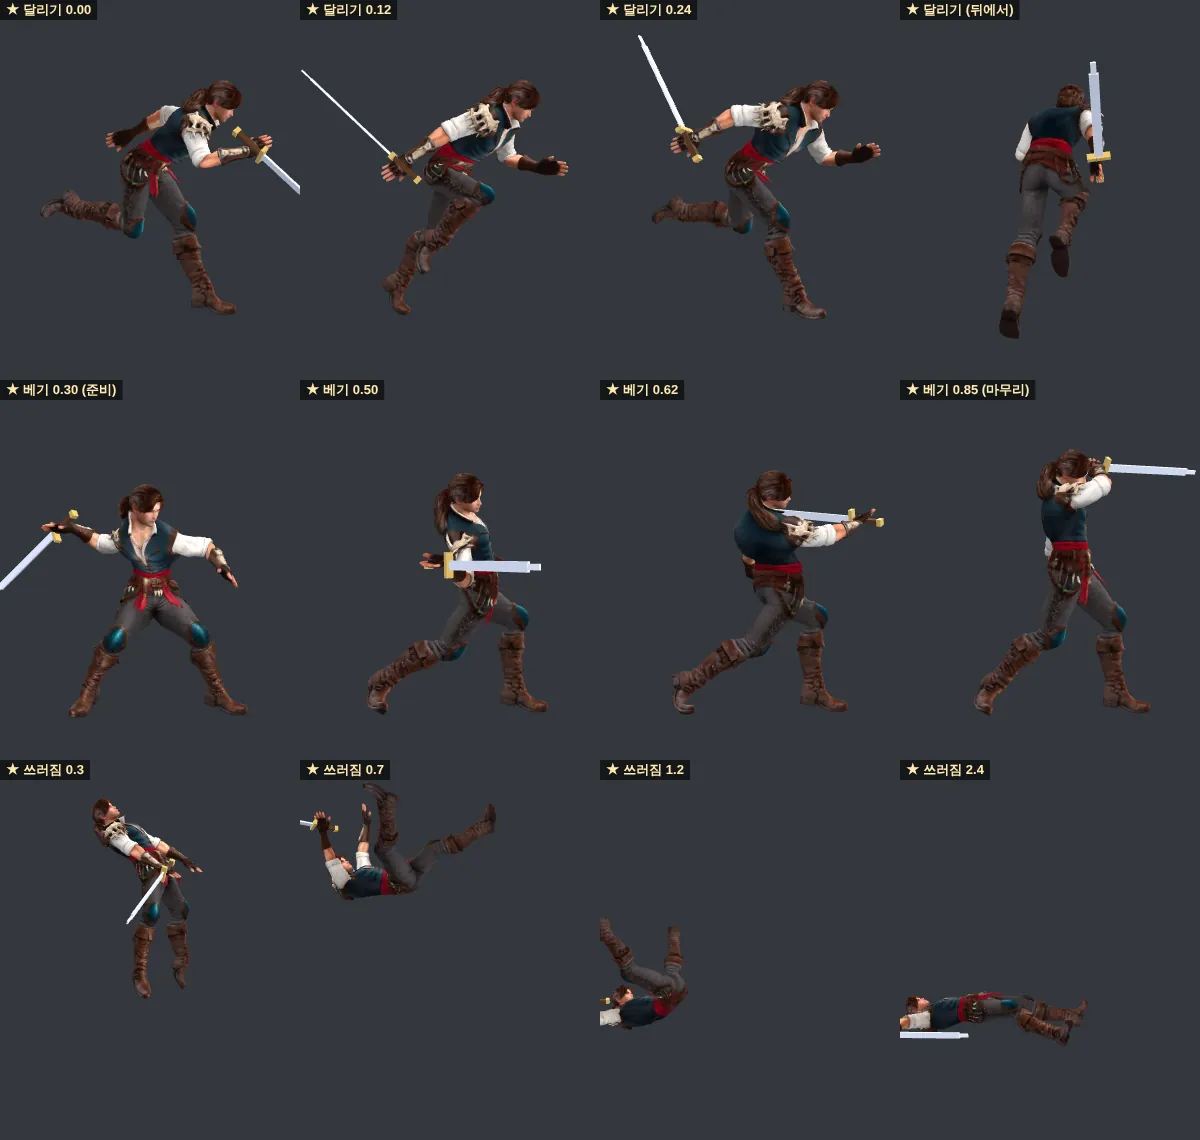 ★ 달리기 0.00
★ 달리기 0.12
★ 달리기 0.24
★ 달리기 (뒤에서)
★ 베기 0.30 (준비)
★ 베기 0.50
★ 베기 0.62
★ 베기 0.85 (마무리)
★ 쓰러짐 0.3
★ 쓰러짐 0.7
★ 쓰러짐 1.2
★ 쓰러짐 2.4